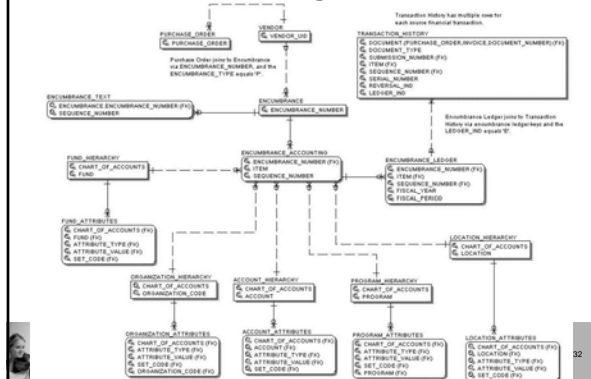 Transaction History has multiple rows for
each source financial transaction.
VENDOR
VENDOR_UID
PURCHASE_ORDER
PURCHASE_ORDER
TRANSACTION_HISTORY
DOCUMENT (PURCHASE_ORDER,INVOICE,DOCUMENT_NUMBER) (FK)
DOCUMENT_TYPE
SUBMISSION_NUMBER (FK)
ITEM (FK)
SEQUENCE_NUMBER (FK)
SERIAL_NUMBER
REVERSAL_IND
LEDGER_IND
Purchase Order joins to Encumbrance
via ENCUMBRANCE_NUMBER, and the
ENCUMBRANCE_TYPE equals "P".
ENCUMBRANCE_TEXT
ENCUMBRANCE.ENCUMBRANCE_NUMBER (FK)
SEQUENCE_NUMBER
ENCUMBRANCE
ENCUMBRANCE_NUMBER
Encumbrance Ledger joins to Transaction
History via encumbrance ledger keys and the
LEDGER_IND equals "E".
ENCUMBRANCE_ACCOUNTING
ENCUMBRANCE_NUMBER (FK)
ITEM
SEQUENCE_NUMBER
ENCUMBRANCE_LEDGER
ENCUMBRANCE_NUMBER (FK)
ITEM (FK)
SEQUENCE_NUMBER (FK)
FISCAL_YEAR
FISCAL_PERIOD
FUND_HIERARCHY
CHART_OF_ACCOUNTS
FUND
FUND_ATTRIBUTES
CHART_OF_ACCOUNTS (FK)
FUND (FK)
ATTRIBUTE_TYPE (FK)
ATTRIBUTE_VALUE (FK)
SET_CODE (FK)
LOCATION_HIERARCHY
CHART_OF_ACCOUNTS
LOCATION
ORGANIZATION_HIERARCHY
CHART_OF_ACCOUNTS
ORGANIZATION_CODE
ACCOUNT_HIERARCHY
CHART_OF_ACCOUNTS
ACCOUNT
PROGRAM_HIERARCHY
CHART_OF_ACCOUNTS
PROGRAM
ORGANIZATION_ATTRIBUTES
CHART_OF_ACCOUNTS (FK)
ATTRIBUTE_TYPE (FK)
ATTRIBUTE_VALUE (FK)
SET_CODE (FK)
ORGANIZATION_CODE (FK)
ACCOUNT_ATTRIBUTES
CHART_OF_ACCOUNTS (FK)
ACCOUNT (FK)
ATTRIBUTE_TYPE (FK)
ATTRIBUTE_VALUE (FK)
SET_CODE (FK)
PROGRAM_ATTRIBUTES
CHART_OF_ACCOUNTS (FK)
ATTRIBUTE_TYPE (FK)
ATTRIBUTE_VALUE (FK)
SET_CODE (FK)
PROGRAM (FK)
LOCATION_ATTRIBUTES
CHART_OF_ACCOUNTS (FK)
LOCATION (FK)
ATTRIBUTE_TYPE (FK)
ATTRIBUTE_VALUE (FK)
SET_CODE (FK)
32